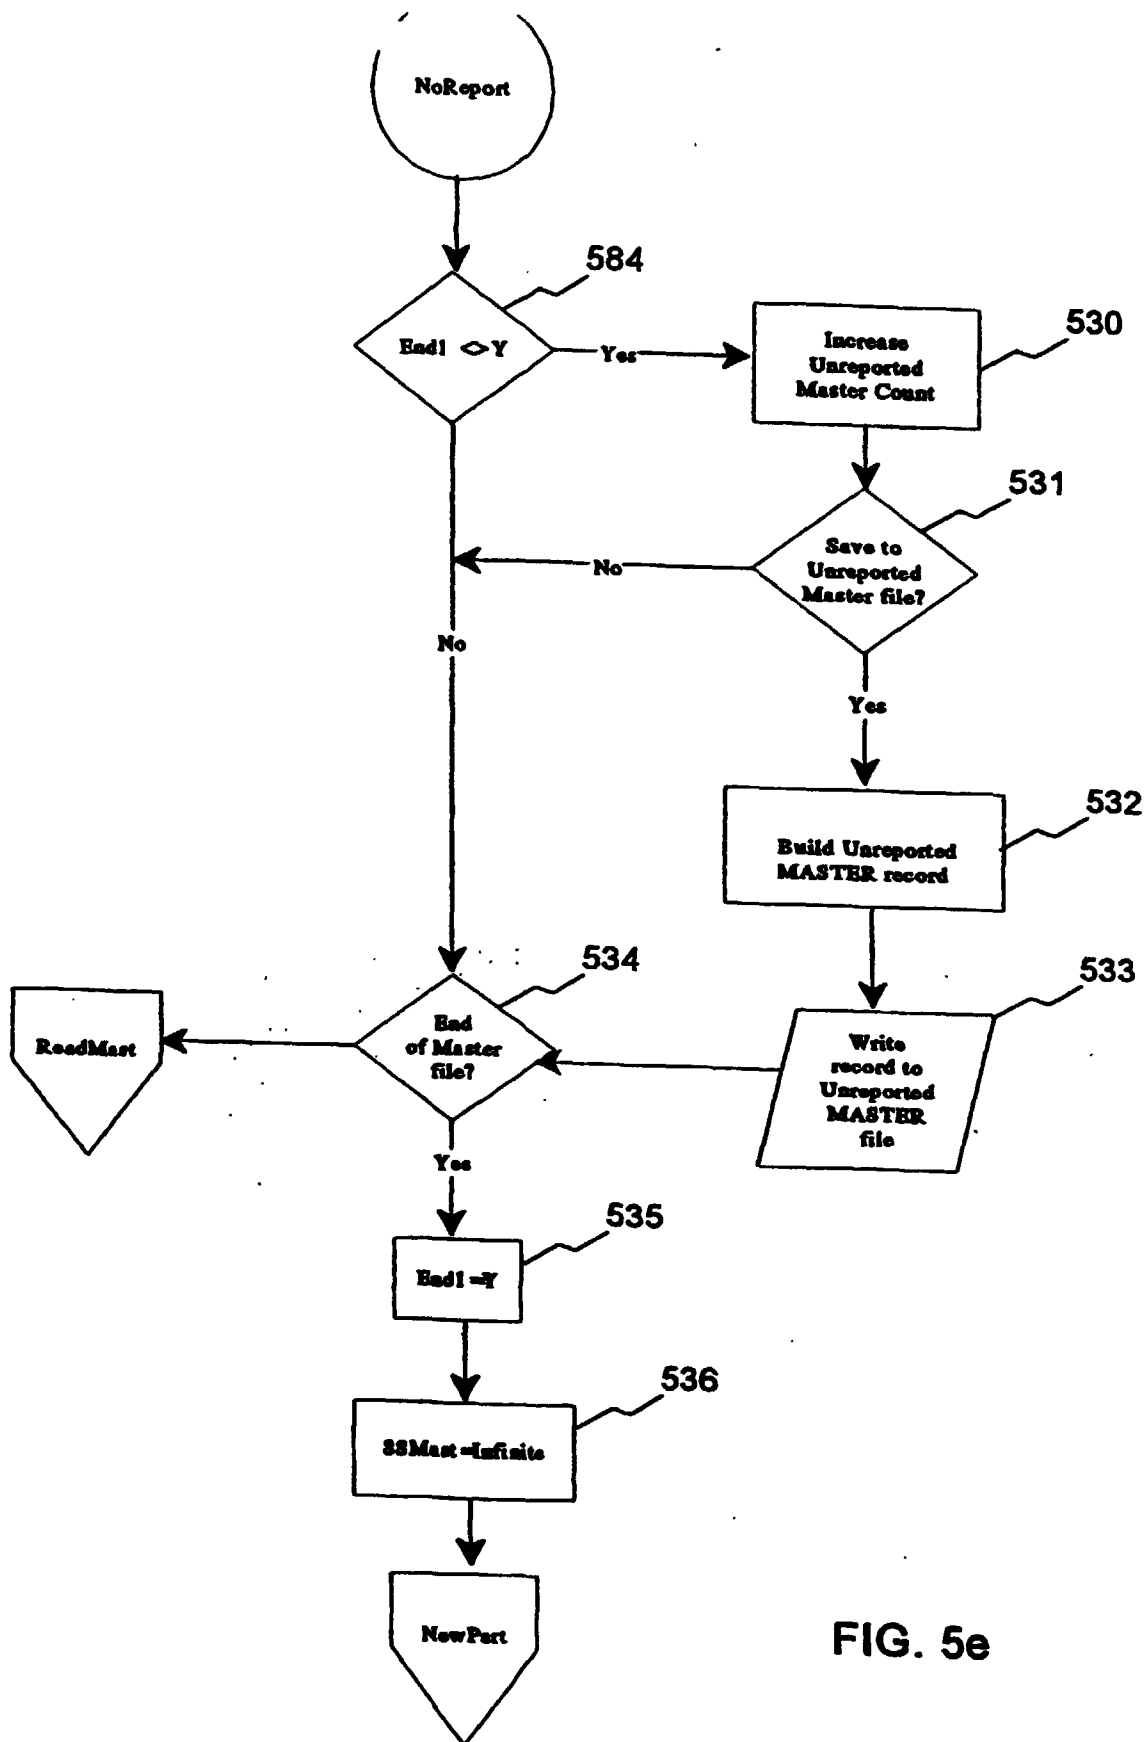 NoReport
584
End1 <> Y
Yes
Increase
Unreported
Master Count
530
531
Save to
Unreported
Master file?
No
No
Yes
532
Build Unreported
MASTER record
534
533
End
of Master
file?
ReadMast
Write
record to
Unreported
MASTER
file
Yes
535
End1=Y
536
SSMast=Infinite
NewPart
FIG. 5e